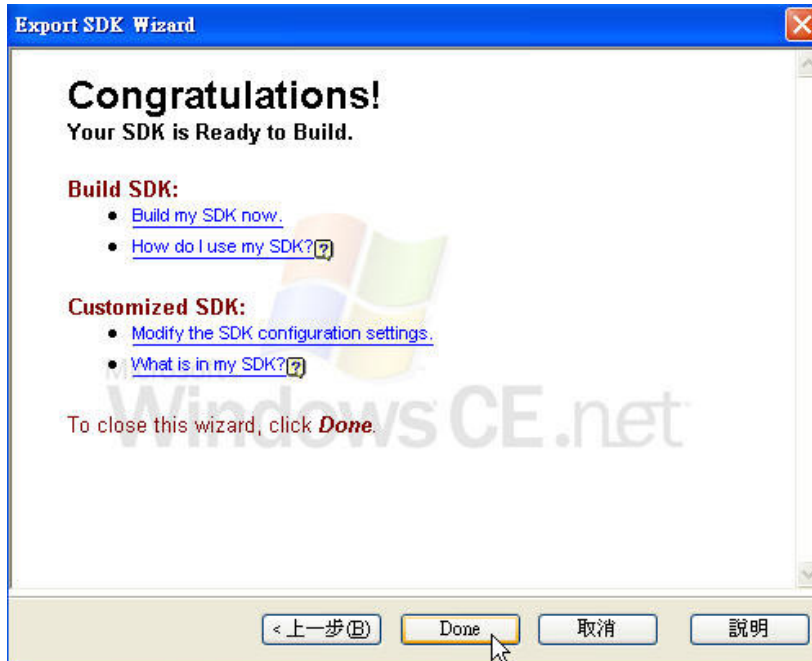 Export SDK Wizard
Congratulations!
Your SDK is Ready to Build.
Build SDK:
Build my SDK now.
How do I use my SDK?
Customized SDK:
Modify the SDK configuration settings.
What is in my SDK?
Windows CE.net
To close this wizard, click Done.
<上一步(B)
Done
取消
說明